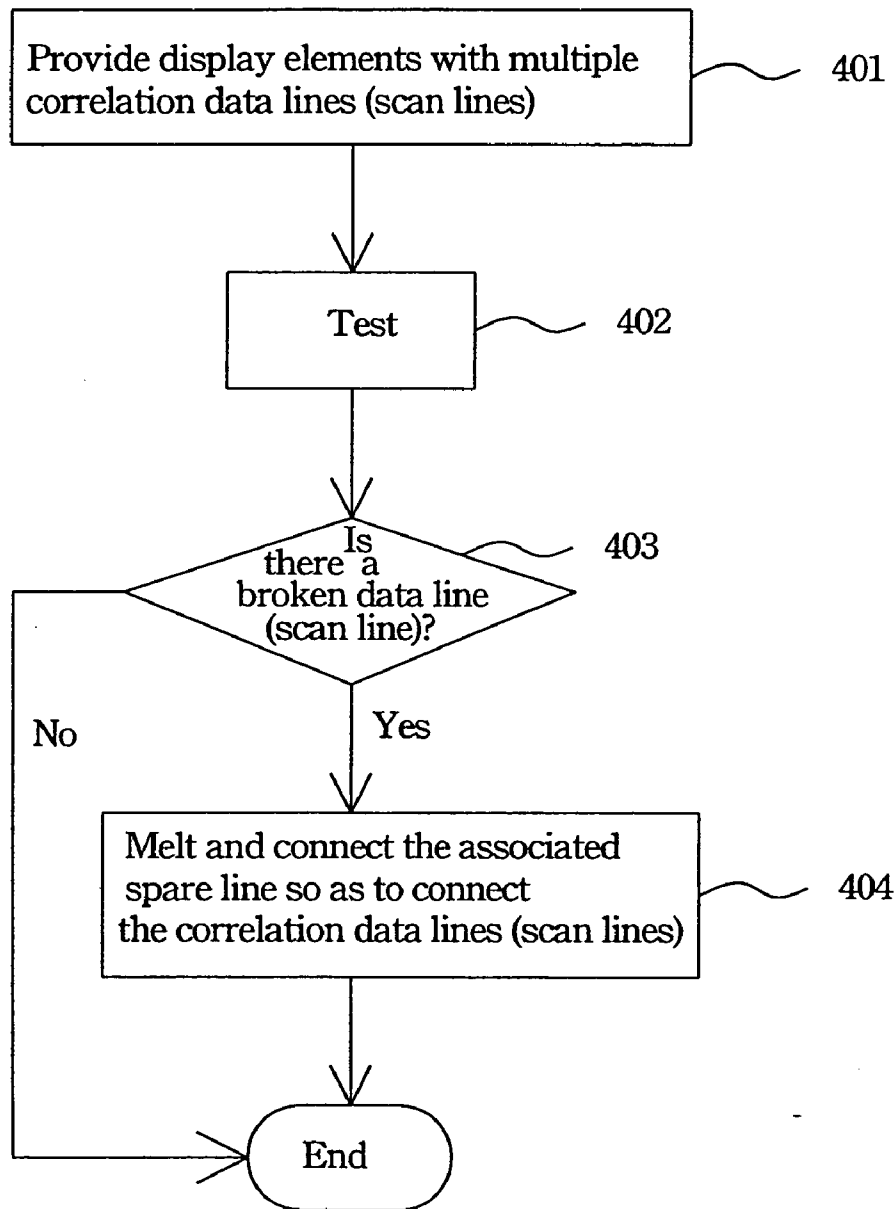 Provide display elements with multiple
correlation data lines (scan lines)
401
Test
402
Is
there a
broken data line
(scan line)?
403
No
Yes
Melt and connect the associated
spare line so as to connect
the correlation data lines (scan lines)
404
End